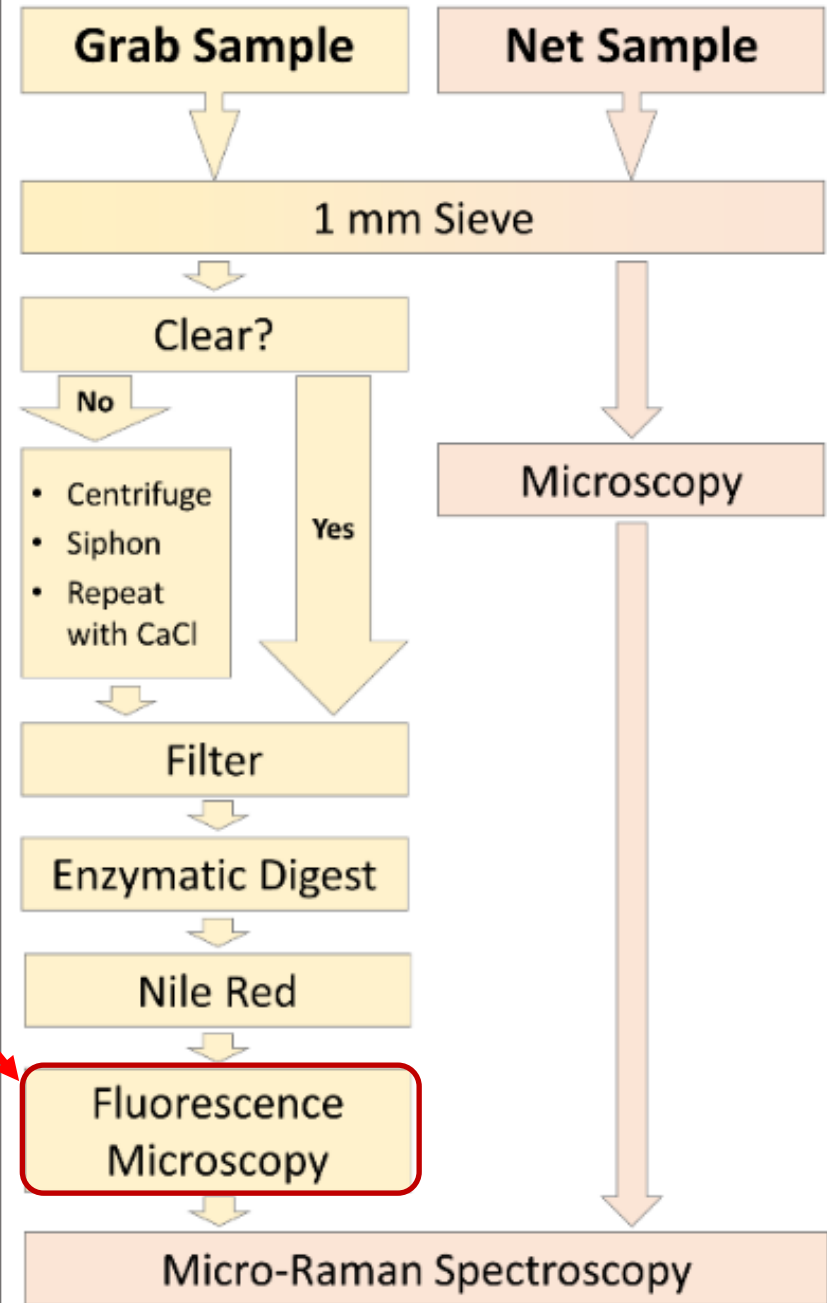 Grab Sample
Net Sample
1 mm Sieve
Clear?
No
Yes
• Centrifuge
• Siphon
• Repeat
with CaCl
Microscopy
Filter
Enzymatic Digest
Nile Red
Fluorescence
Microscopy
Micro-Raman Spectroscopy